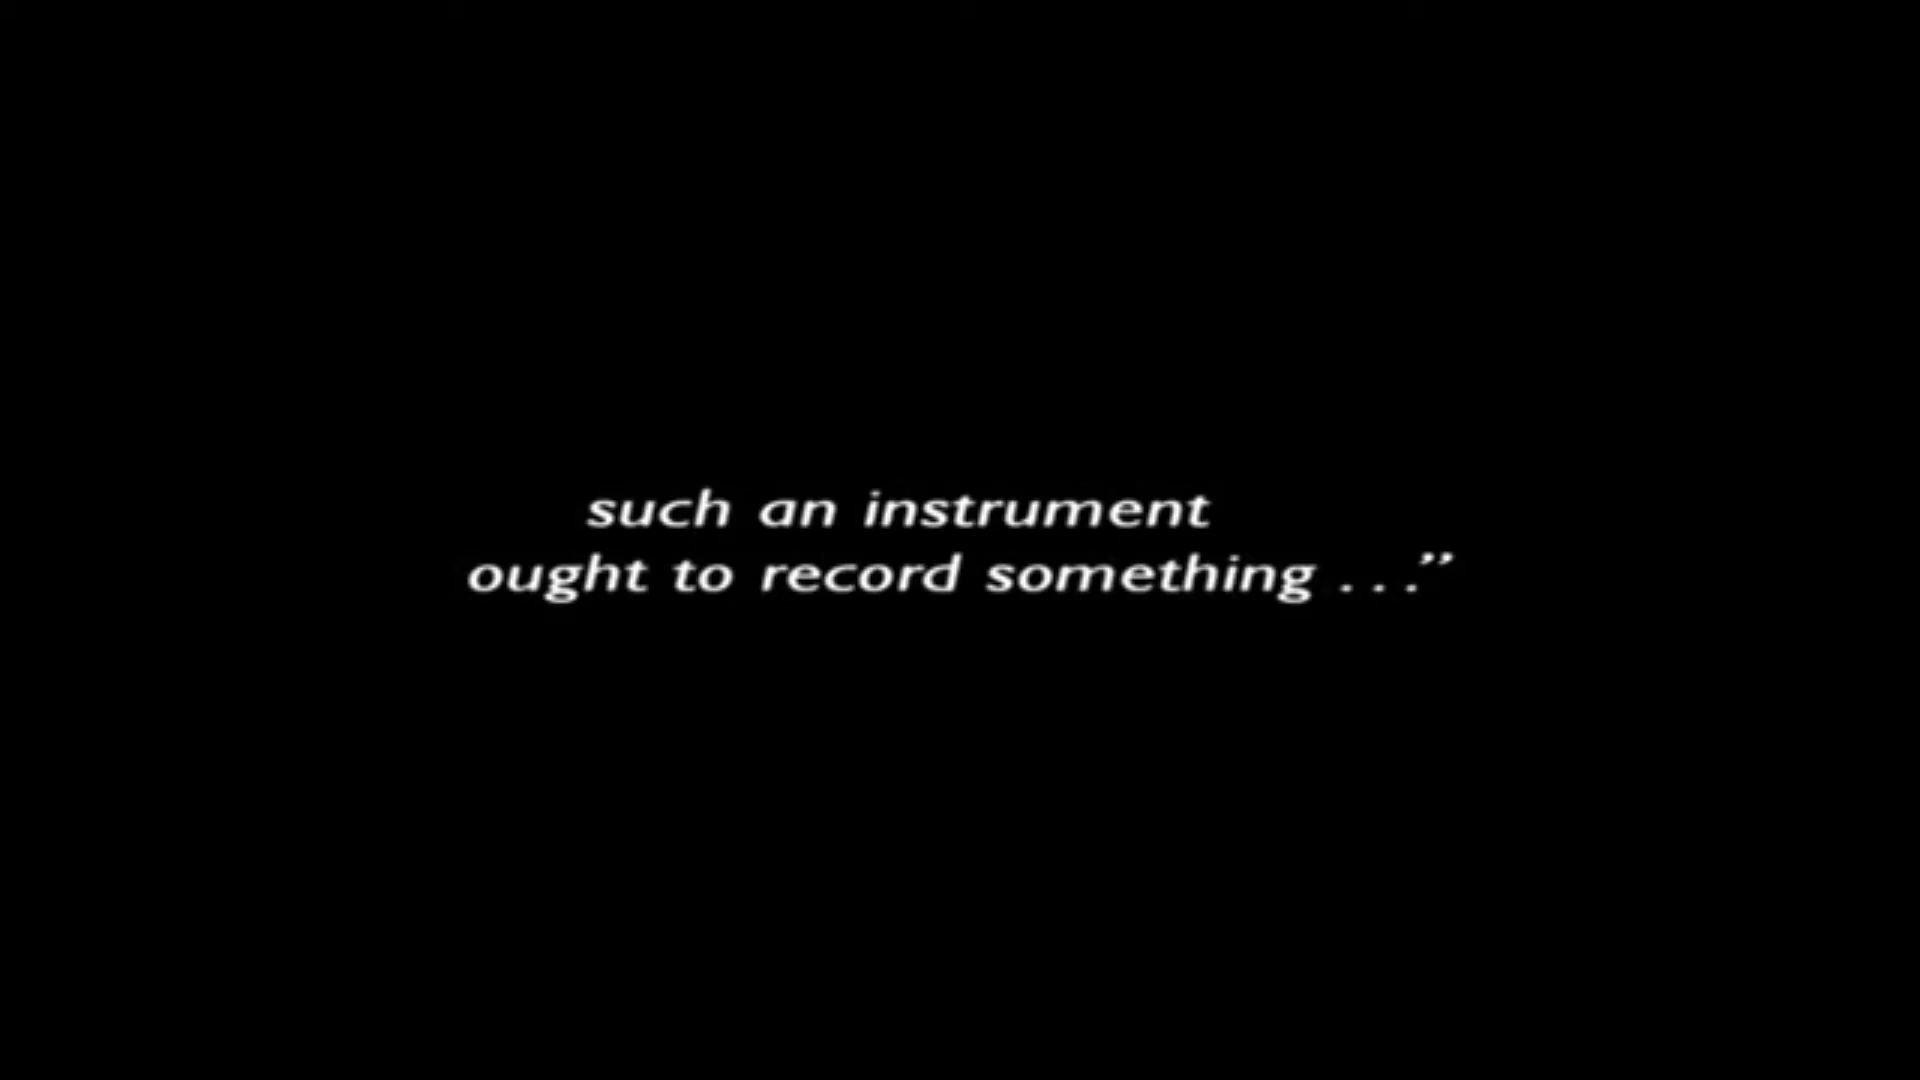 such an instrument
ought to record something . . .”